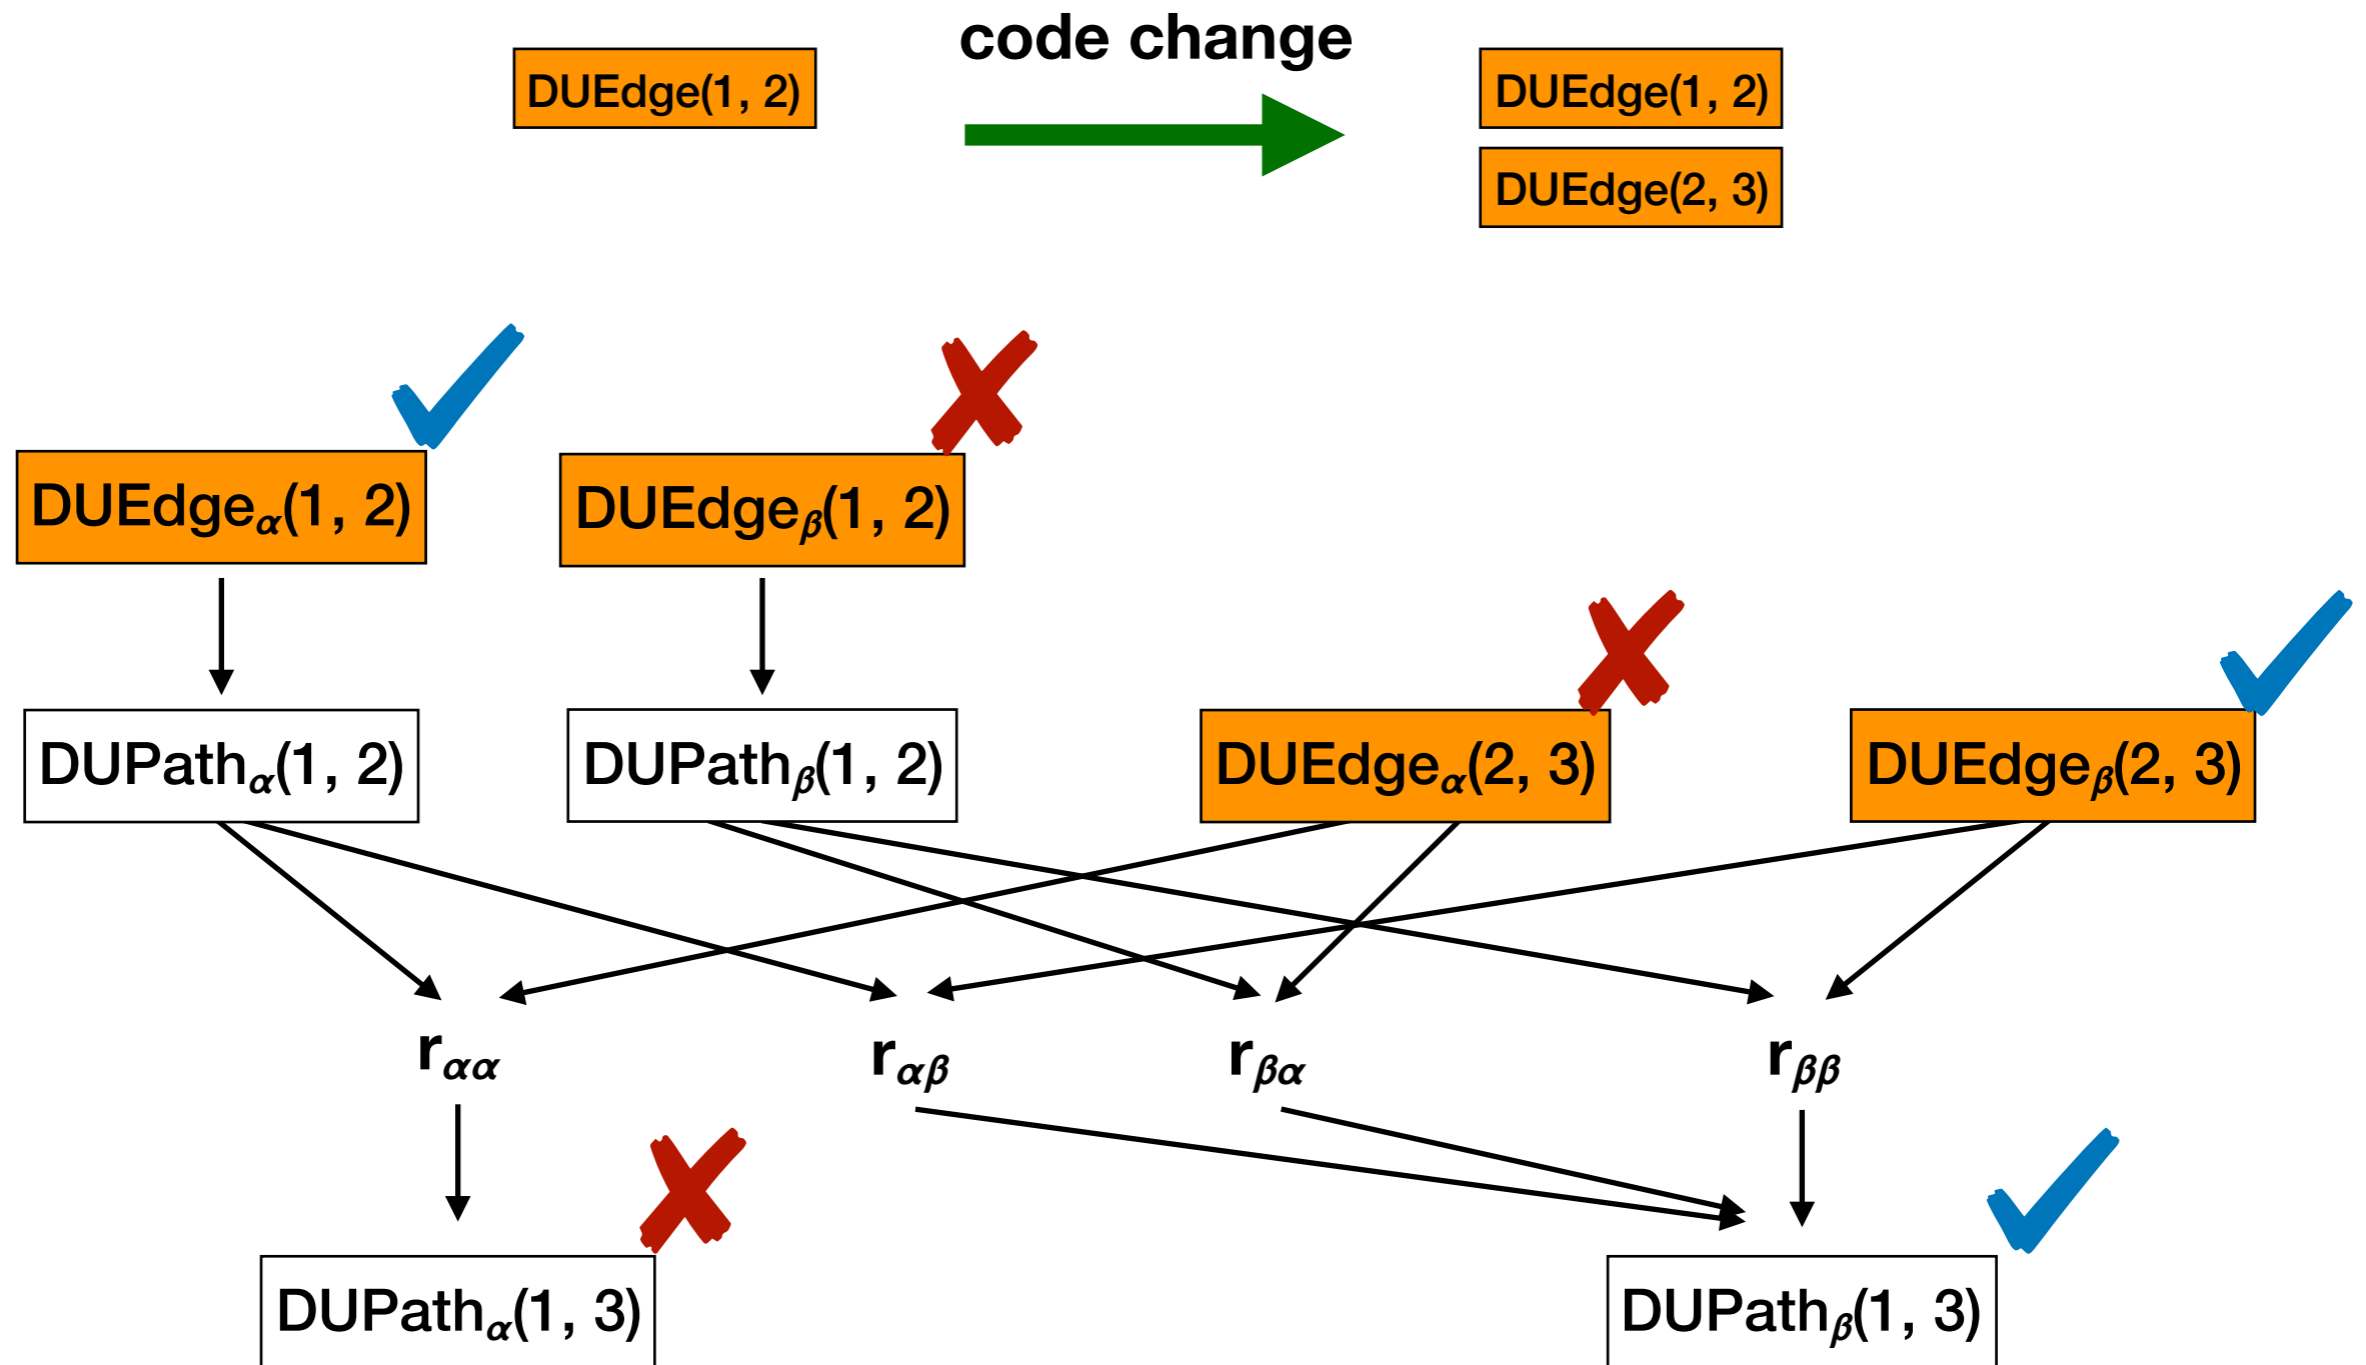 code change
DUEdge(1, 2)
DUEdge(1, 2)
DUEdge(2, 3)
DUEdgeα(1, 2)
DUEdgeβ(1, 2)
DUPathα(1, 2)
DUPathβ(1, 2)
DUEdgeα(2, 3)
DUEdgeβ(2, 3)
rαα
rαβ
rβα
rββ
DUPathα(1, 3)
DUPathβ(1, 3)